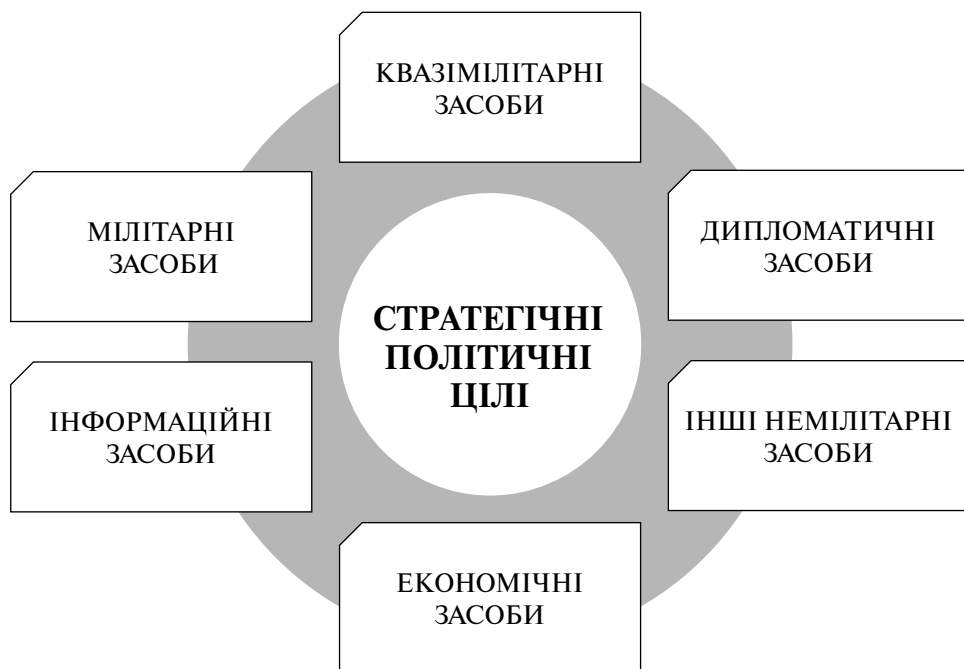 КВАЗІМІЛІТАРНІ
ЗАСОБИ
МІЛІТАРНІ
ЗАСОБИ
ДИПЛОМАТИЧНІ
ЗАСОБИ
СТРАТЕГІЧНІ
ПОЛІТИЧНІ
ЦІЛІ
ІНФОРМАЦІЙНІ
ЗАСОБИ
ІНШІ НЕМІЛІТАРНІ
ЗАСОБИ
ЕКОНОМІЧНІ
ЗАСОБИ